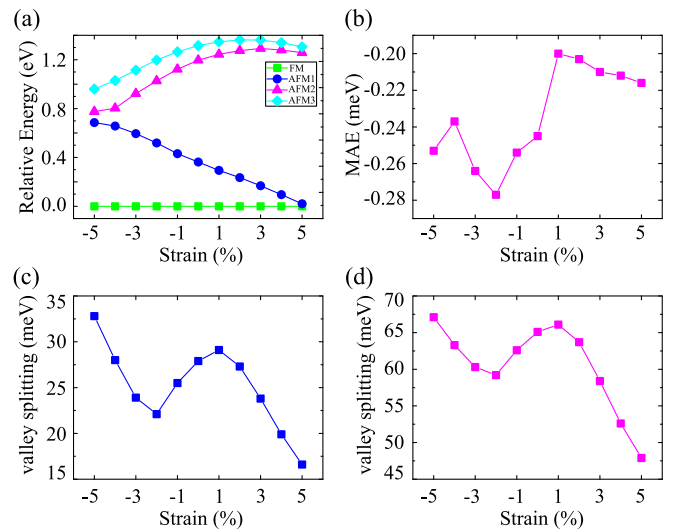 (a)
Relative Energy (eV)
1.2
0.8
0.4
0.0
FM
AFM1
AFM2
AFM3
-5 -3 -1 1 3 5
Strain (%)
(b)
MAE (meV)
-0.20
-0.22
-0.24
-0.26
-0.28
-5 -3 -1 1 3 5
Strain (%)
(c)
valley splitting (meV)
35
30
25
20
15
-5 -3 -1 1 3 5
Strain (%)
(d)
valley splitting (meV)
70
65
60
55
50
45
-5 -3 -1 1 3 5
Strain (%)